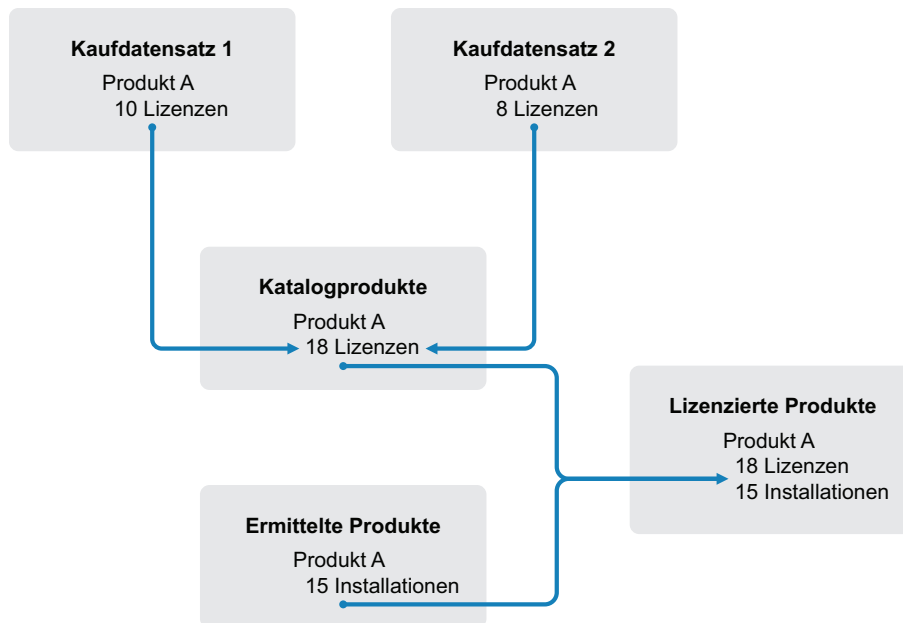 Kaufdatensatz 1
Produkt A
10 Lizenzen
Kaufdatensatz 2
Produkt A
8 Lizenzen
Katalogprodukte
Produkt A
18 Lizenzen
Lizenzierte Produkte
Produkt A
18 Lizenzen
15 Installationen
Ermittelte Produkte
Produkt A
15 Installationen